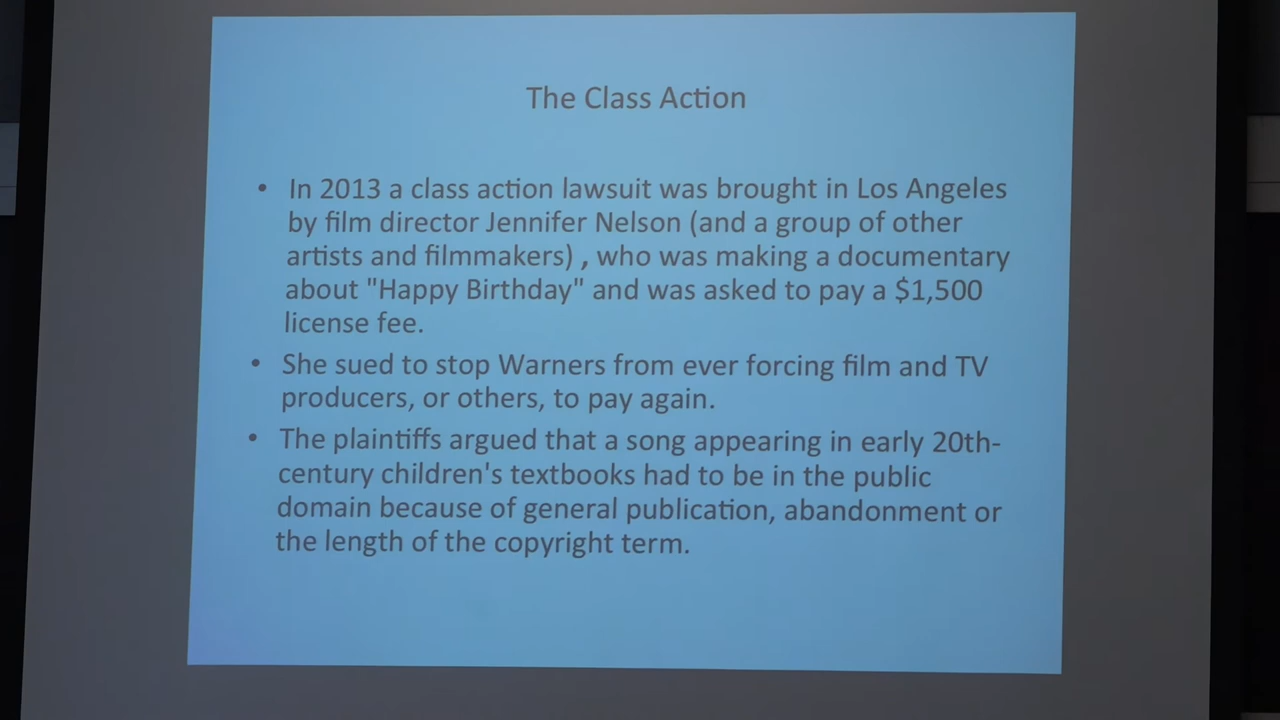 The Class Action
• In 2013 a class action lawsuit was brought in Los Angeles
by film director Jennifer Nelson (and a group of other
artists and filmmakers) , who was making a documentary
about "Happy Birthday" and was asked to pay a $1,500
license fee.
• She sued to stop Warners from ever forcing film and TV
producers, or others, to pay again.
• The plaintiffs argued that a song appearing in early 20th-
century children's textbooks had to be in the public
domain because of general publication, abandonment or
the length of the copyright term.